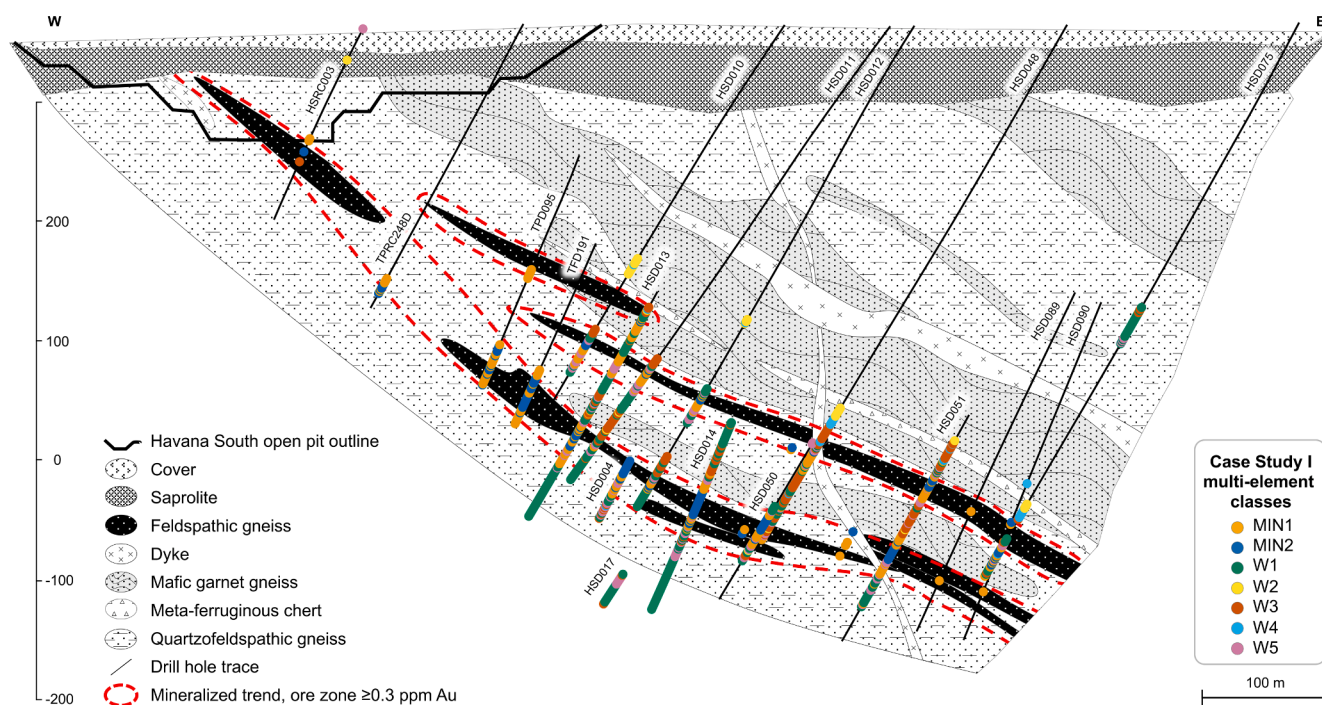 W
E
HSRC003
HSD010
HSD011
HSD012
HSD048
HSD075
200
100
0
-100
-200
TPRC248D
TPD095
TFD191
HSD013
HSD089
HSD090
HSD051
HSD014
HSD004
HSD050
HSD017
Havana South open pit outline
Cover
Saprolite
Feldspathic gneiss
Dyke
Mafic garnet gneiss
Meta-ferruginous chert
Quartzofeldspathic gneiss
Drill hole trace
Mineralized trend, ore zone ≥0.3 ppm Au
Case Study I
multi-element
classes
MIN1
MIN2
W1
W2
W3
W4
W5
100 m